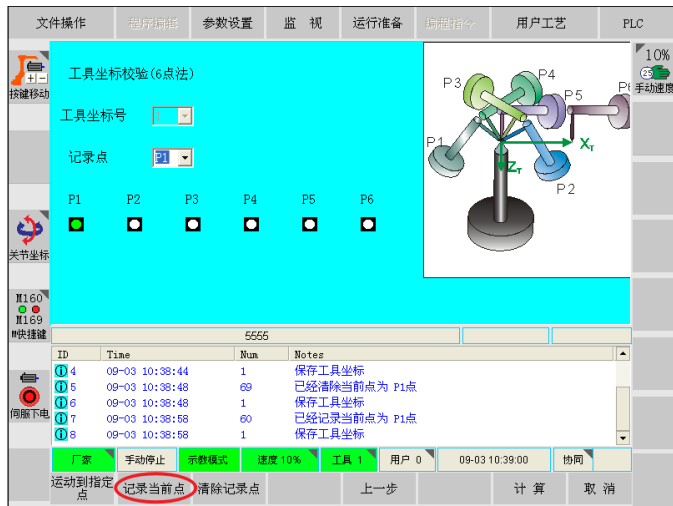 文件操作 程序编辑 参数设置 监 视 运行准备 编程指令 用户工艺 PLC
按键移动
10%
手动速度
工具坐标校验(6点法)
工具坐标号 1
记录点 P1
P1 P2 P3 P4 P5 P6
P3 P4 P5 P6
P1 P2
XT
ZT
关节坐标
M160
M169
M快捷键
伺服下电
5555
ID Time Num Notes
4 09-03 10:38:44 1 保存工具坐标
5 09-03 10:38:48 69 已经清除当前点为 P1点
6 09-03 10:38:48 1 保存工具坐标
7 09-03 10:38:58 60 已经记录当前点为 P1点
8 09-03 10:38:58 1 保存工具坐标
厂家 手动停止 示教模式 速度 10% 工具 1 用户 0 09-03 10:39:00 协同
运动到指定点 记录当前点 清除记录点 上一步 计 算 取 消